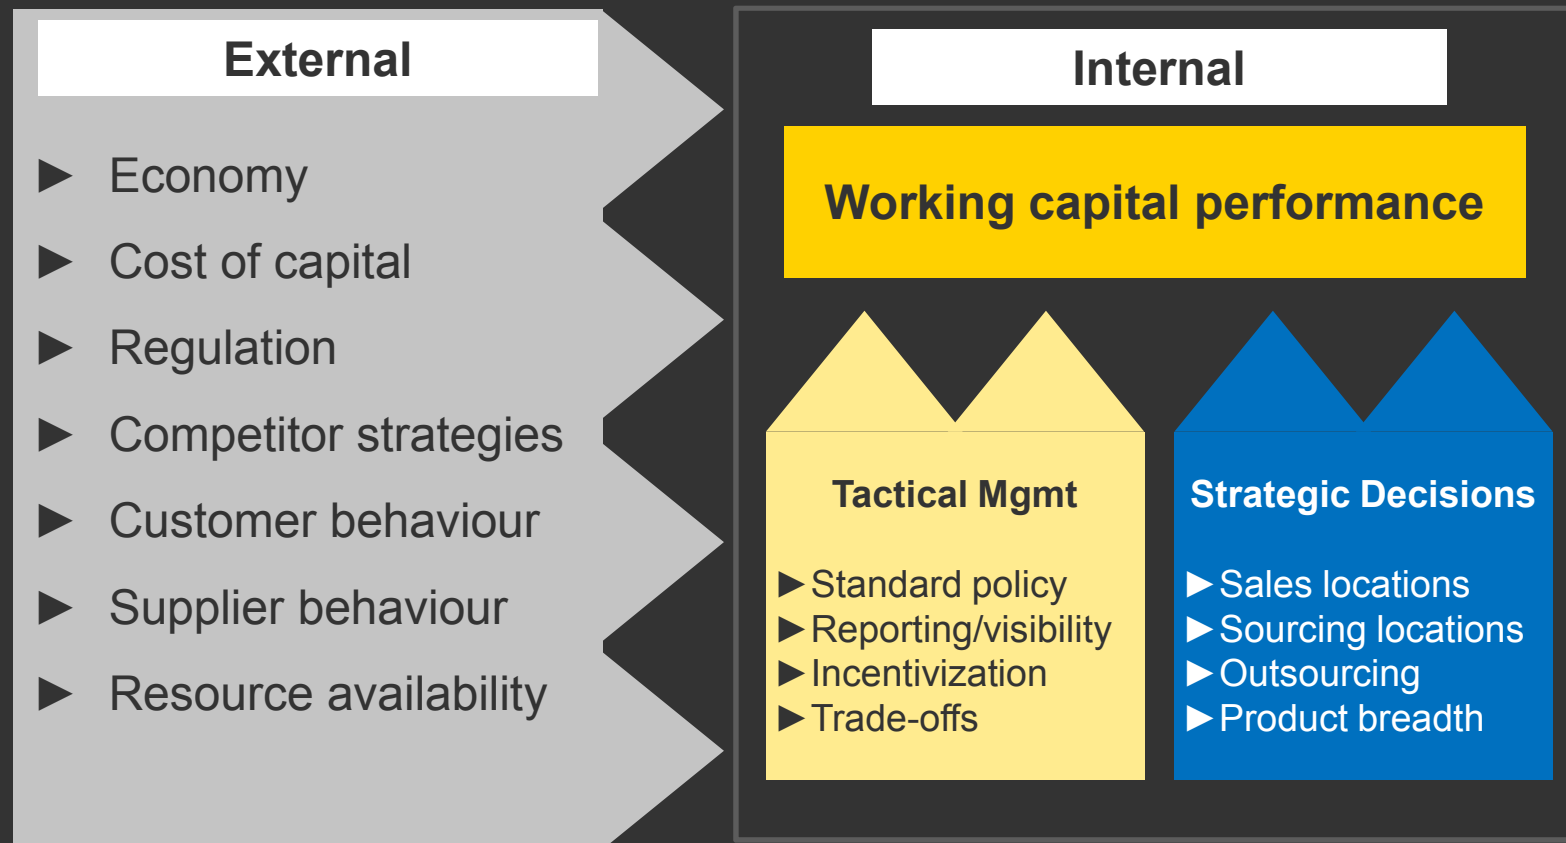 External
► Economy
► Cost of capital
► Regulation
► Competitor strategies
► Customer behaviour
► Supplier behaviour
► Resource availability
Internal
Working capital performance
Tactical Mgmt
►Standard policy
►Reporting/visibility
►Incentivization
►Trade-offs
Strategic Decisions
►Sales locations
►Sourcing locations
►Outsourcing
►Product breadth